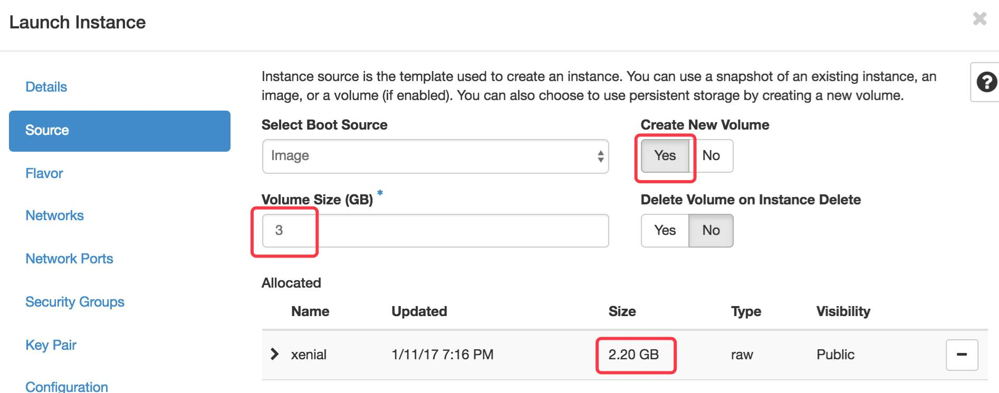 Launch Instance
Details
Source
Flavor
Networks
Network Ports
Security Groups
Key Pair
Configuration
Instance source is the template used to create an instance. You can use a snapshot of an existing instance, an
image, or a volume (if enabled). You can also choose to use persistent storage by creating a new volume.
Select Boot Source
Image
Create New Volume
Yes No
Volume Size (GB) *
3
Delete Volume on Instance Delete
Yes No
Allocated
Name Updated Size Type Visibility
xenial 1/11/17 7:16 PM 2.20 GB raw Public